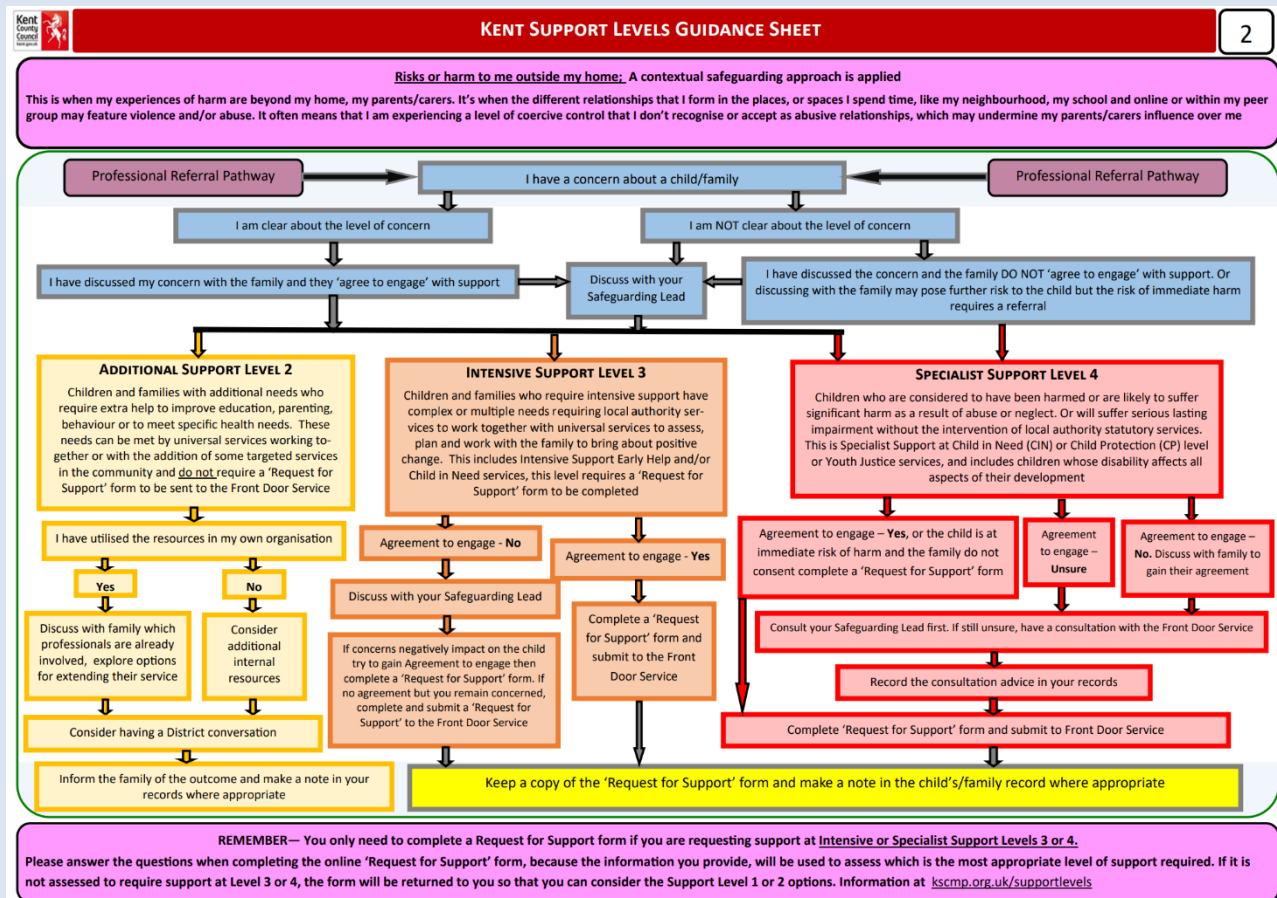 Kent
County
Council
kent.gov.uk
KENT SUPPORT LEVELS GUIDANCE SHEET
2
Risks or harm to me outside my home; A contextual safeguarding approach is applied
This is when my experiences of harm are beyond my home, my parents/carers. It's when the different relationships that I form in the places, or spaces I spend time, like my neighbourhood, my school and online or within my peer
group may feature violence and/or abuse. It often means that I am experiencing a level of coercive control that I don't recognise or accept as abusive relationships, which may undermine my parents/carers influence over me
Professional Referral Pathway
I have a concern about a child/family
Professional Referral Pathway
I am clear about the level of concern
I am NOT clear about the level of concern
I have discussed my concern with the family and they 'agree to engage' with support
Discuss with your
Safeguarding Lead
I have discussed the concern and the family DO NOT 'agree to engage' with support. Or
discussing with the family may pose further risk to the child but the risk of immediate harm
requires a referral
ADDITIONAL SUPPORT LEVEL 2
Children and families with additional needs who
require extra help to improve education, parenting,
behaviour or to meet specific health needs. These
needs can be met by universal services working to-
gether or with the addition of some targeted services
in the community and do not require a 'Request for
Support' form to be sent to the Front Door Service
I have utilised the resources in my own organisation
Yes
No
Discuss with family which
professionals are already
involved, explore options
for extending their service
Consider
additional
internal
resources
Consider having a District conversation
Inform the family of the outcome and make a note in your
records where appropriate
INTENSIVE SUPPORT LEVEL 3
Children and families who require intensive support have
complex or multiple needs requiring local authority ser-
vices to work together with universal services to assess,
plan and work with the family to bring about positive
change. This includes Intensive Support Early Help and/or
Child in Need services, this level requires a 'Request for
Support' form to be completed
Agreement to engage - No
Agreement to engage - Yes
Discuss with your Safeguarding Lead
If concerns negatively impact on the child
try to gain Agreement to engage then
complete a 'Request for Support' form. If
no agreement but you remain concerned,
complete and submit a 'Request for
Support' to the Front Door Service
Complete a 'Request
for Support' form and
submit to the Front
Door Service
SPECIALIST SUPPORT LEVEL 4
Children who are considered to have been harmed or are likely to suffer
significant harm as a result of abuse or neglect. Or will suffer serious lasting
impairment without the intervention of local authority statutory services.
This is Specialist Support at Child in Need (CIN) or Child Protection (CP) level
or Youth Justice services, and includes children whose disability affects all
aspects of their development
Agreement to engage – Yes, or the child is at
immediate risk of harm and the family do not
consent complete a 'Request for Support' form
Agreement
to engage –
Unsure
Agreement to engage –
No. Discuss with family to
gain their agreement
Consult your Safeguarding Lead first. If still unsure, have a consultation with the Front Door Service
Record the consultation advice in your records
Complete 'Request for Support' form and submit to Front Door Service
Keep a copy of the 'Request for Support' form and make a note in the child's/family record where appropriate
REMEMBER— You only need to complete a Request for Support form if you are requesting support at Intensive or Specialist Support Levels 3 or 4.
Please answer the questions when completing the online 'Request for Support' form, because the information you provide, will be used to assess which is the most appropriate level of support required. If it is
not assessed to require support at Level 3 or 4, the form will be returned to you so that you can consider the Support Level 1 or 2 options. Information at kscmp.org.uk/supportlevels